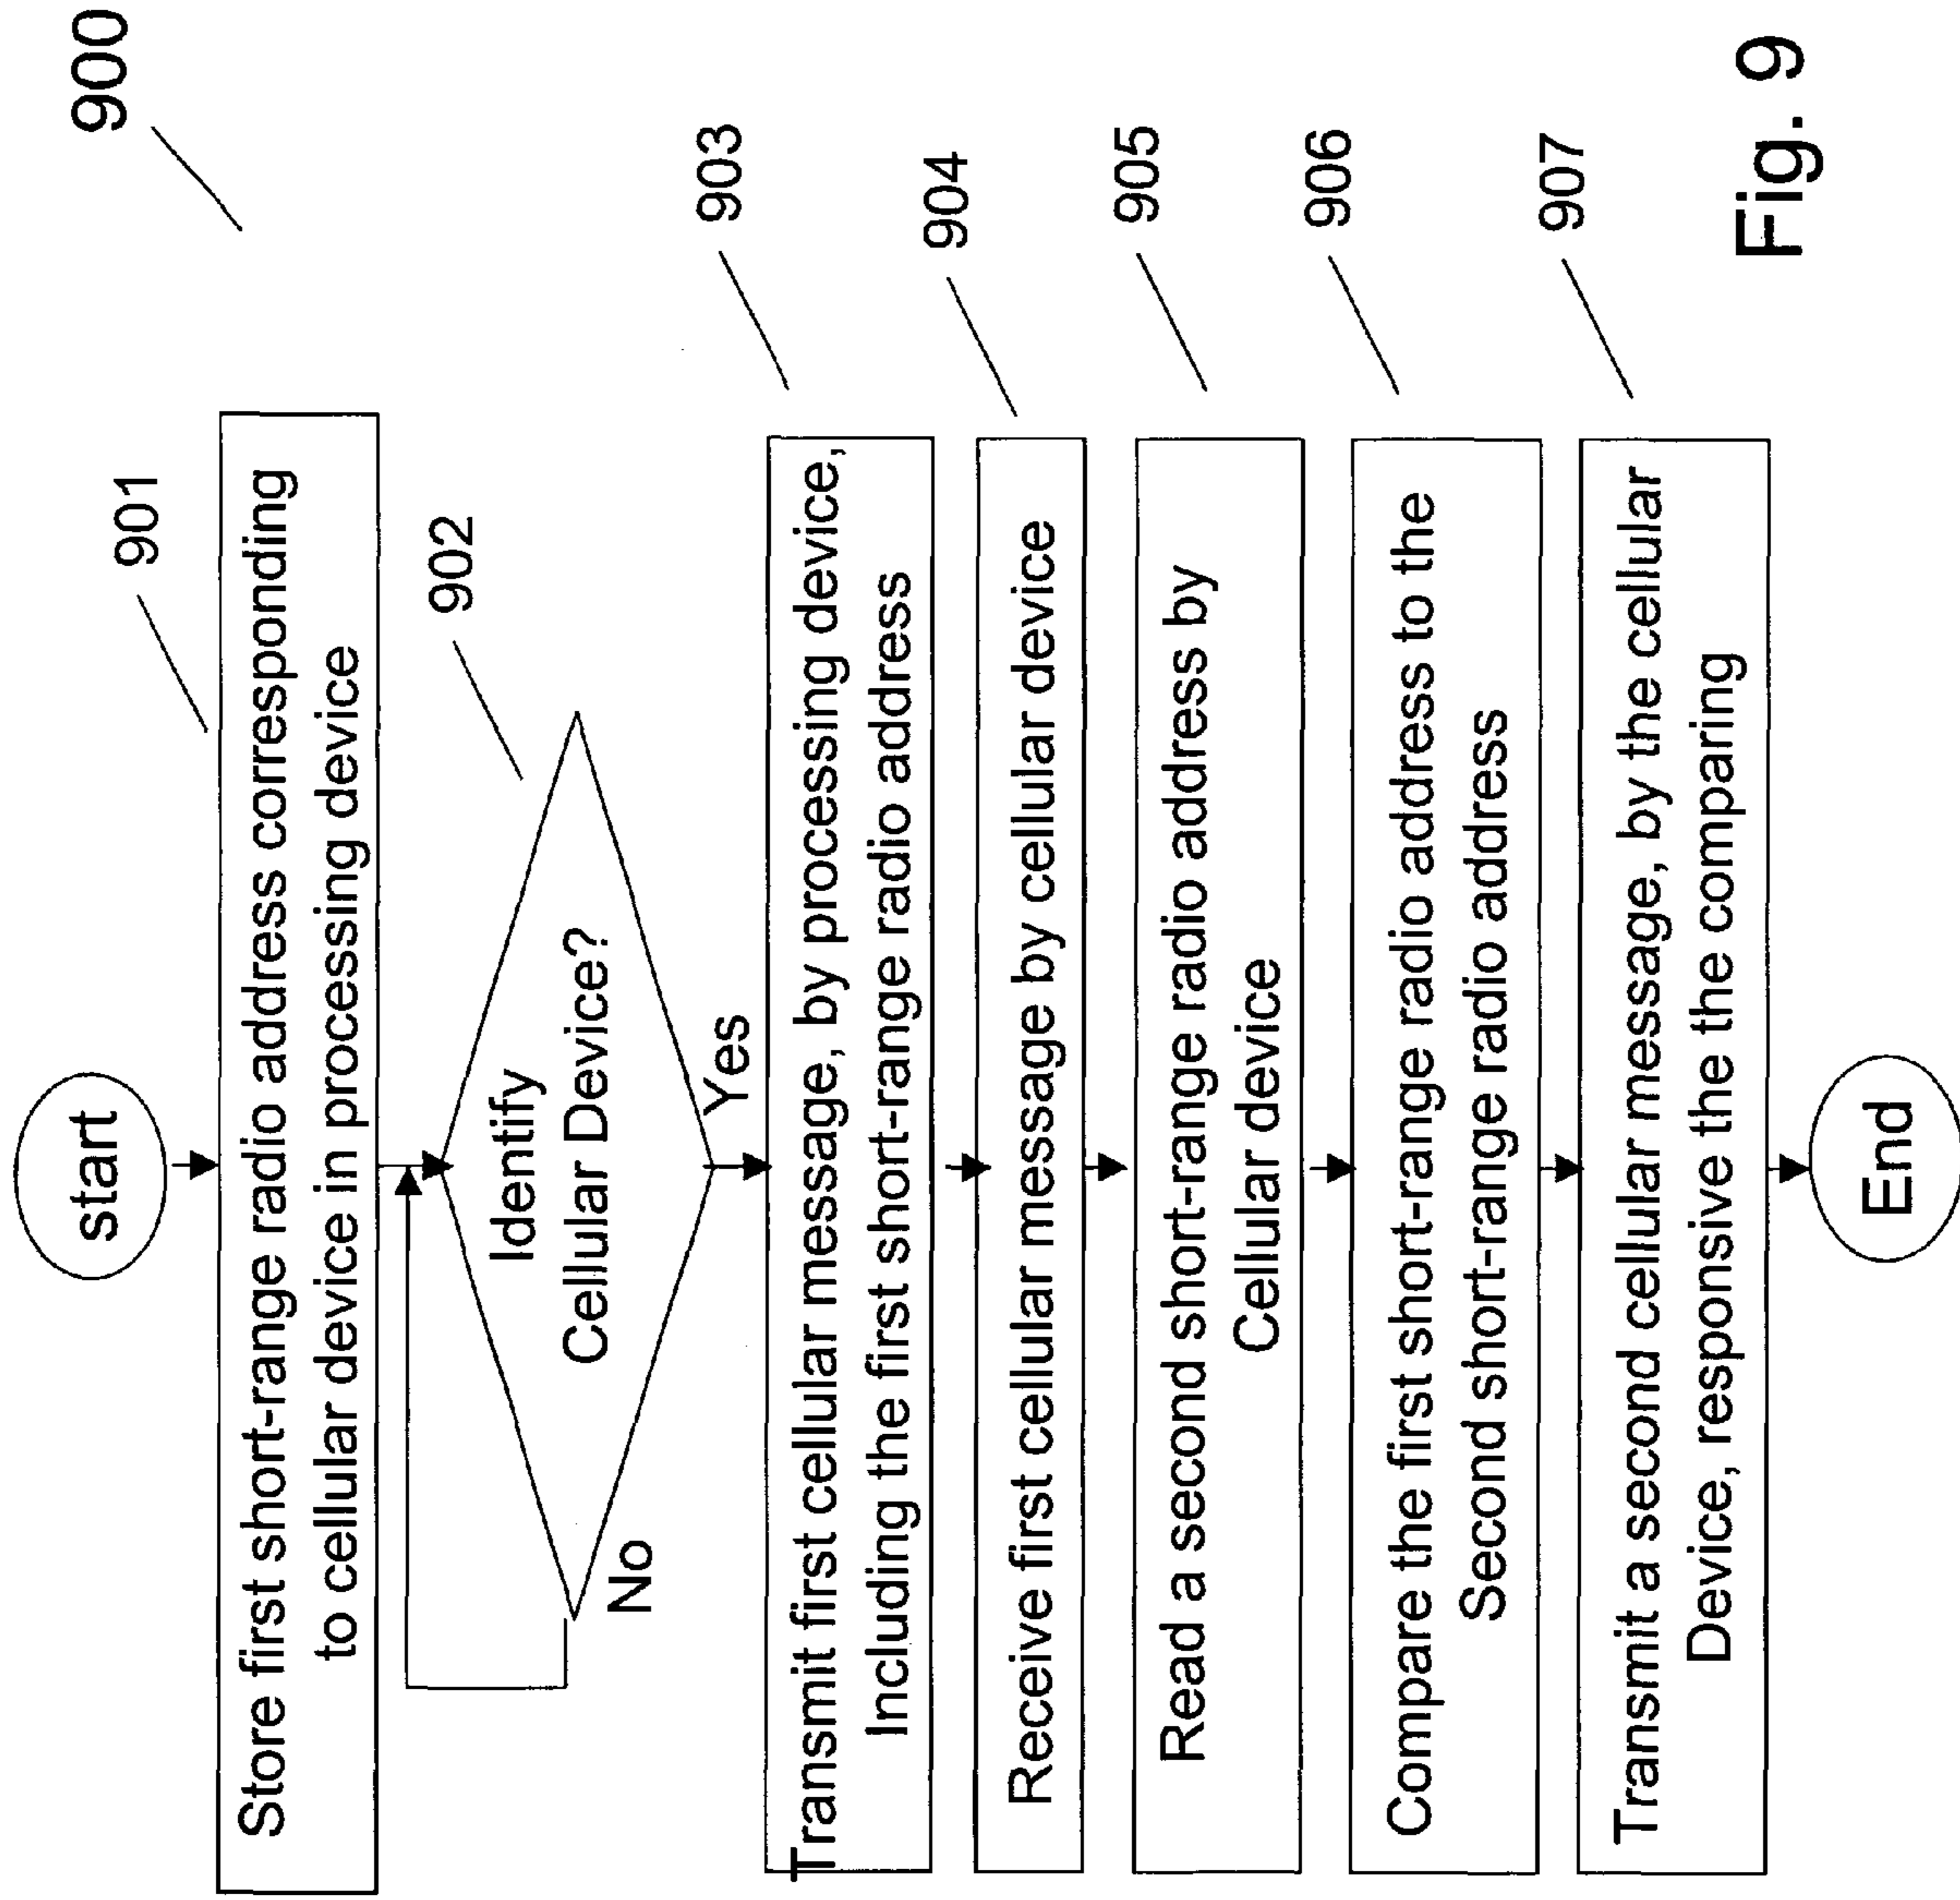 900
start
901
Store first short-range radio address corresponding
to cellular device in processing device
902
Identify
Cellular Device?
No
Yes
903
Transmit first cellular message, by processing device,
Including the first short-range radio address
904
Receive first cellular message by cellular device
905
Read a second short-range radio address by
Cellular device
906
Compare the first short-range radio address to the
Second short-range radio address
907
Transmit a second cellular message, by the cellular
Device, responsive the the comparing
End
Fig. 9